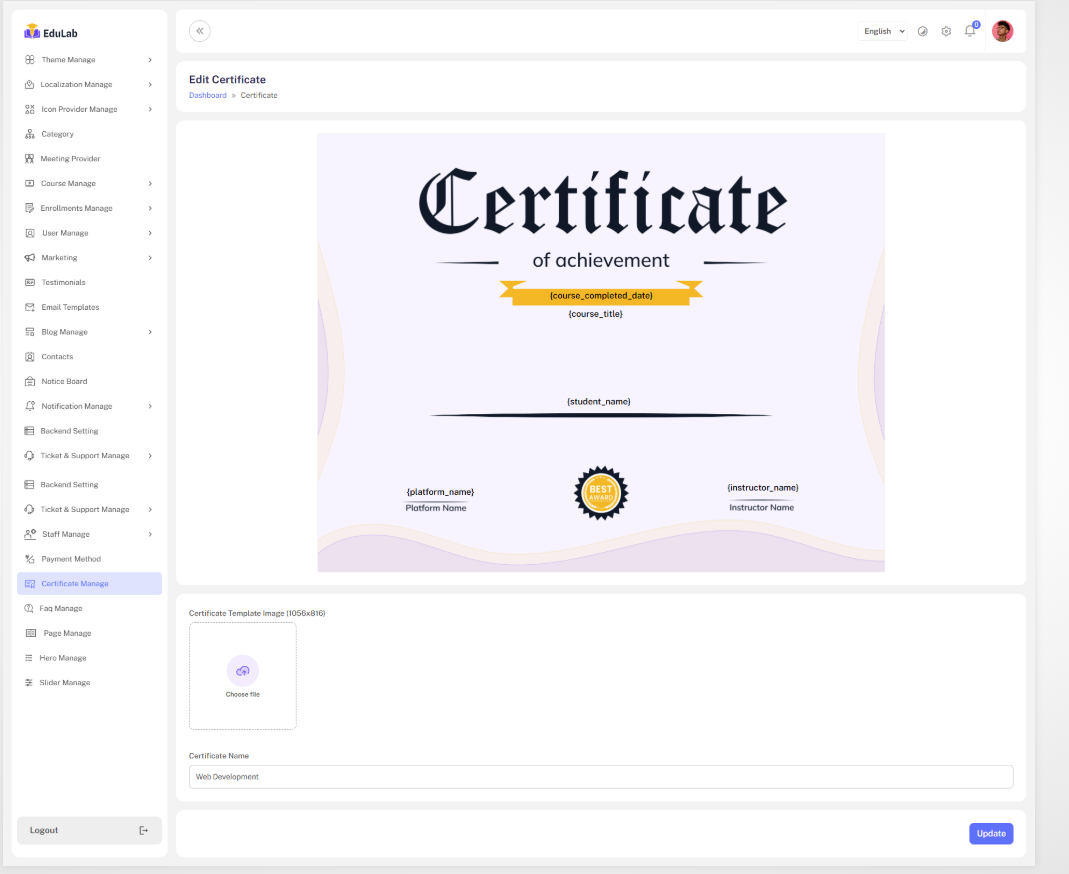 EduLab
Theme Manage
Localization Manage
Icon Provider Manage
Category
Meeting Provider
Course Manage
Enrollments Manage
User Manage
Marketing
Testimonials
Email Templates
Blog Manage
Contacts
Notice Board
Notification Manage
Backend Setting
Ticket & Support Manage
Backend Setting
Ticket & Support Manage
Staff Manage
Payment Method
Certificate Manage
Faq Manage
Page Manage
Hero Manage
Slider Manage
Logout
English
0
Edit Certificate
Dashboard » Certificate
Certificate
of achievement
{course_completed_date}
{course_title}
{student_name}
{platform_name}
Platform Name
BEST
AWARD
{instructor_name}
Instructor Name
Certificate Template Image (1056x816)
Choose file
Certificate Name
Web Development
Update